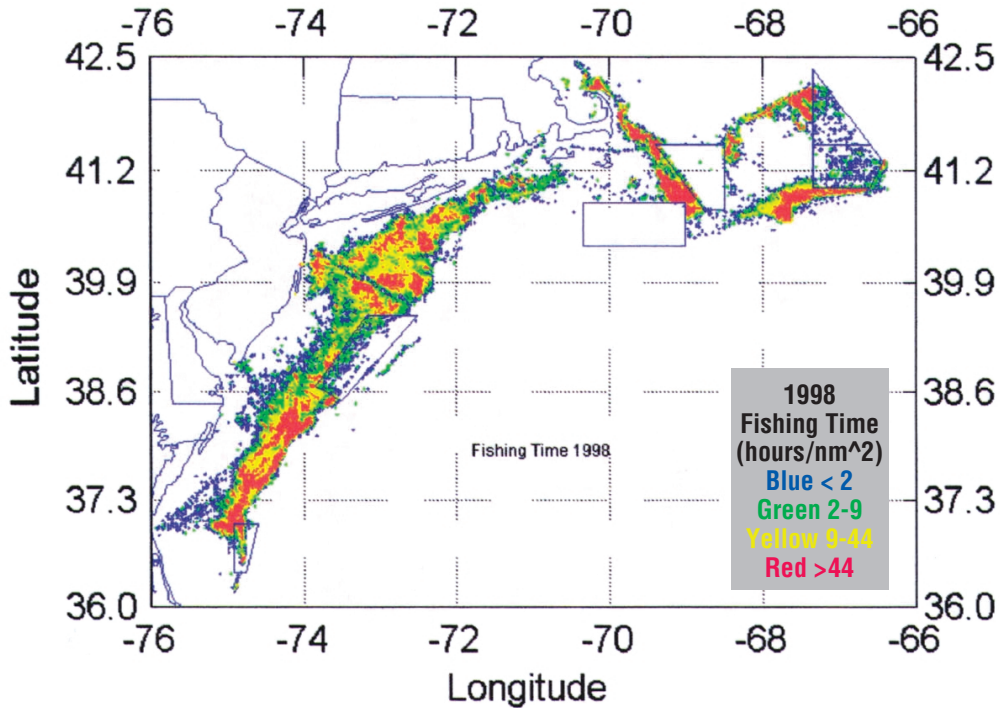 -76 -74 -72 -70 -68 -66
42.5 42.5
41.2 41.2
39.9 39.9
38.6 38.6
37.3 37.3
36.0 36.0
Latitude
Fishing Time 1998
1998
Fishing Time
(hours/nm^2)
Blue < 2
Green 2-9
Yellow 9-44
Red >44
-76 -74 -72 -70 -68 -66
Longitude